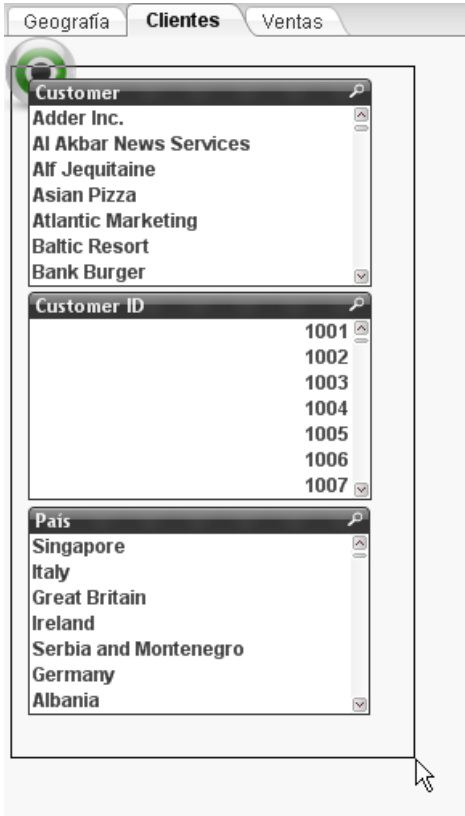 Geografía Clientes Ventas
Customer
Adder Inc.
Al Akbar News Services
Alf Jequitaine
Asian Pizza
Atlantic Marketing
Baltic Resort
Bank Burger
Customer ID
1001
1002
1003
1004
1005
1006
1007
País
Singapore
Italy
Great Britain
Ireland
Serbia and Montenegro
Germany
Albania